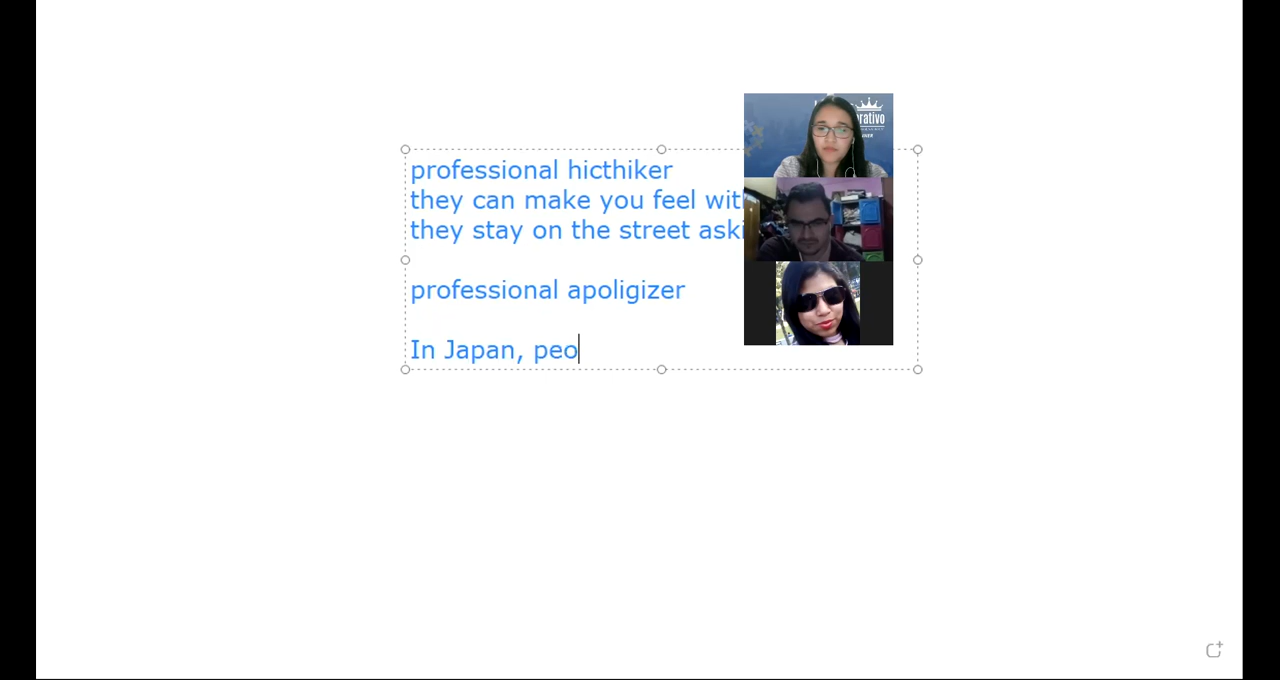 professional hicthiker
they can make you feel wit
they stay on the street aski
professional apoligizer
In Japan, peo
rativo